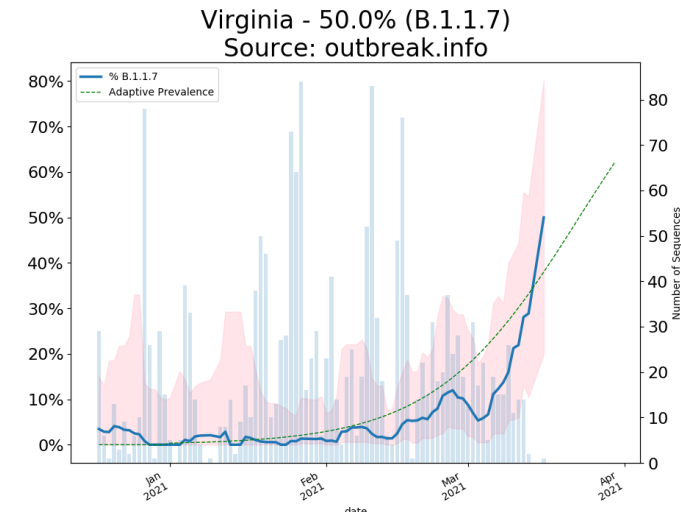 Virginia - 50.0% (B.1.1.7)
Source: outbreak.info
% B.1.1.7
Adaptive Prevalence
80%
70%
60%
50%
40%
30%
20%
10%
0%
80
70
60
50
40
30
20
10
0
Number of Sequences
Jan
2021
Feb
2021
Mar
2021
Apr
2021
date